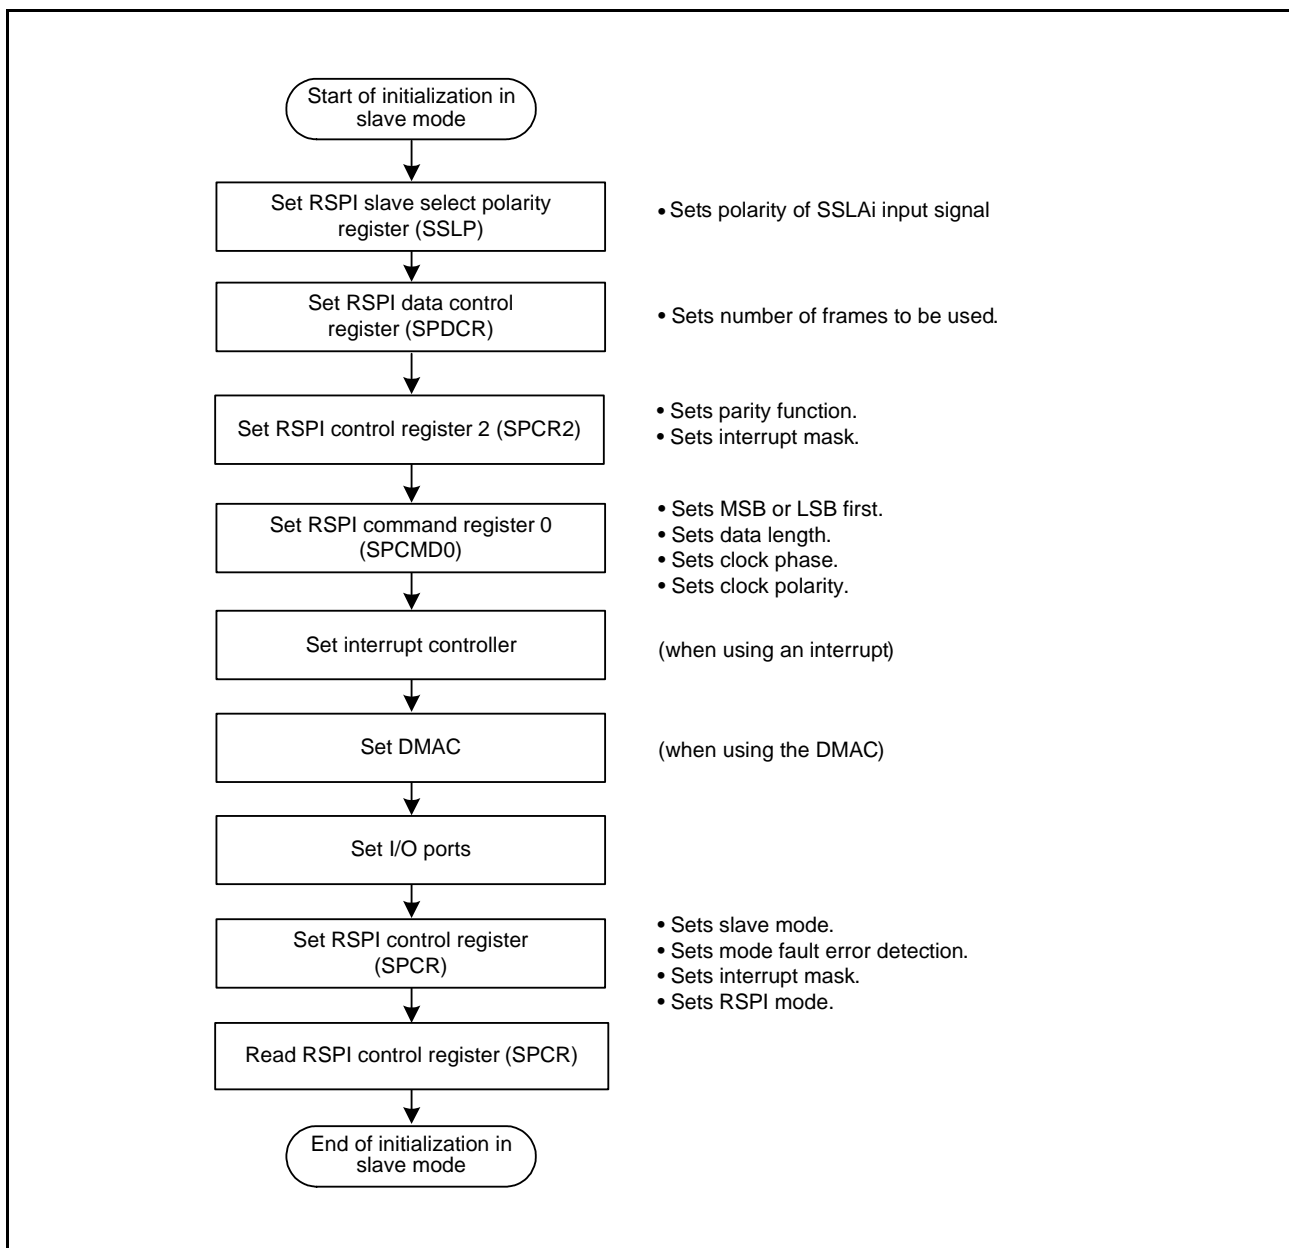 Start of initialization in
slave mode
Set RSPI slave select polarity
register (SSLP)
• Sets polarity of SSLAi input signal
Set RSPI data control
register (SPDCR)
• Sets number of frames to be used.
Set RSPI control register 2 (SPCR2)
• Sets parity function.
• Sets interrupt mask.
Set RSPI command register 0
(SPCMD0)
• Sets MSB or LSB first.
• Sets data length.
• Sets clock phase.
• Sets clock polarity.
Set interrupt controller
(when using an interrupt)
Set DMAC
(when using the DMAC)
Set I/O ports
Set RSPI control register
(SPCR)
• Sets slave mode.
• Sets mode fault error detection.
• Sets interrupt mask.
• Sets RSPI mode.
Read RSPI control register (SPCR)
End of initialization in
slave mode